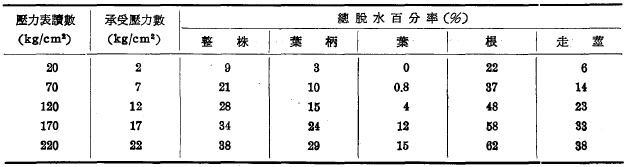 壓力表讀數 承受壓力數 總脫水百分率(%)
(kg/cm²) (kg/cm²) 整株 葉柄 葉 根 走莖
20 2 9 3 0 22 6
70 7 21 10 0.8 37 14
120 12 28 15 4 48 23
170 17 34 24 12 58 33
220 22 38 29 15 62 38